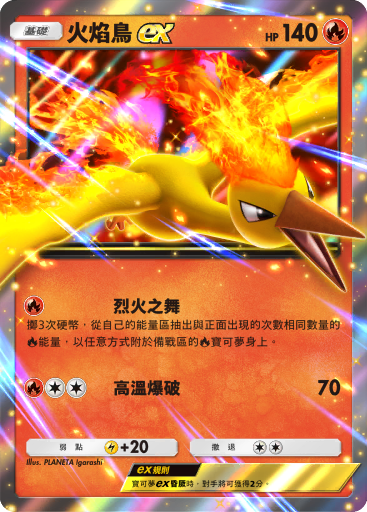 基礎 火焰鳥ex HP 140
烈火之舞
擲3次硬幣，從自己的能量區抽出與正面出現的次數相同數量的
能量，以任意方式附於備戰區的寶可夢身上。
高溫爆破 70
弱點 +20 撤退
Illus. PLANETA Igarashi
ex規則
寶可夢ex昏厥時，對手將可獲得2分。